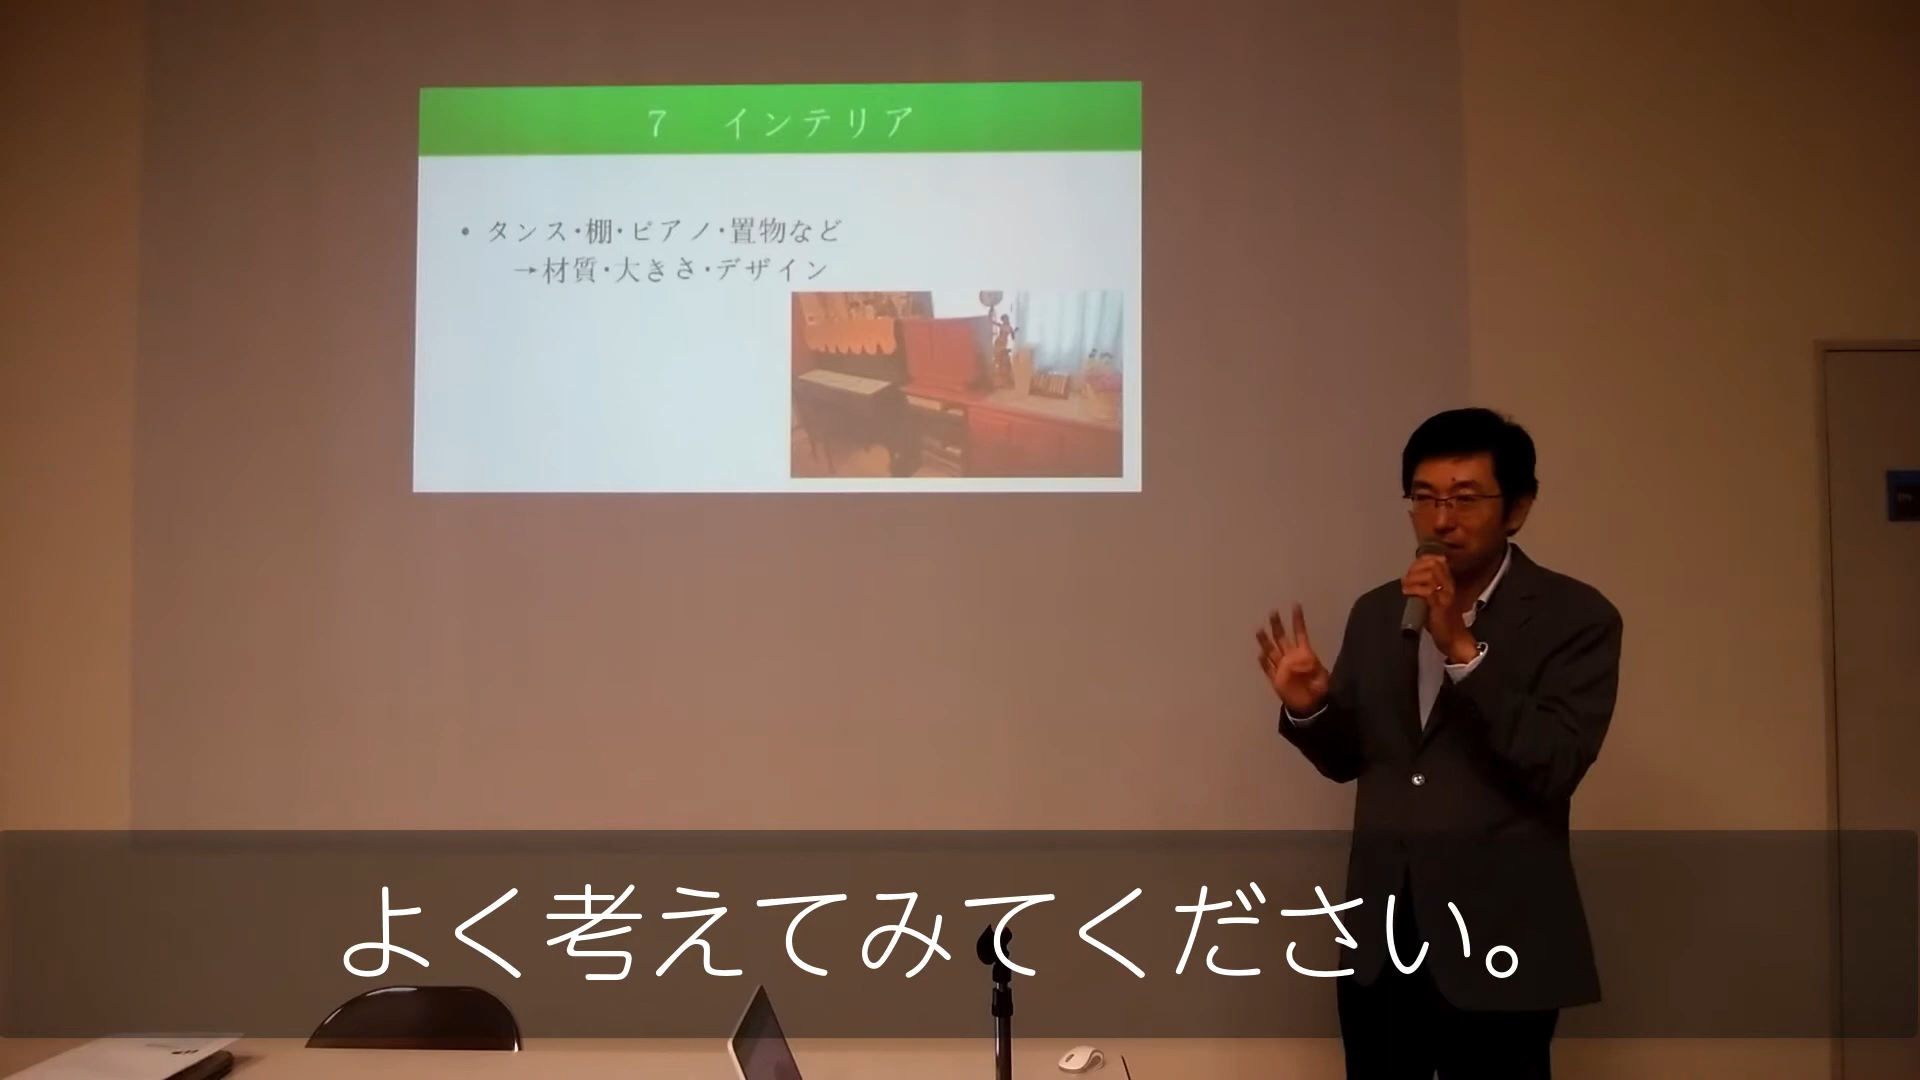 7 インテリア
• タンス・棚・ピアノ・置物など
→材質・大きさ・デザイン
よく考えてみてください。